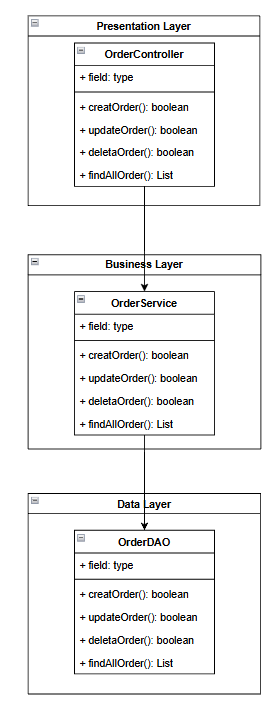 Presentation Layer
OrderController
+ field: type
+ creatOrder(): boolean
+ updateOrder(): boolean
+ deletaOrder(): boolean
+ findAllOrder(): List
Business Layer
OrderService
+ field: type
+ creatOrder(): boolean
+ updateOrder(): boolean
+ deletaOrder(): boolean
+ findAllOrder(): List
Data Layer
OrderDAO
+ field: type
+ creatOrder(): boolean
+ updateOrder(): boolean
+ deletaOrder(): boolean
+ findAllOrder(): List